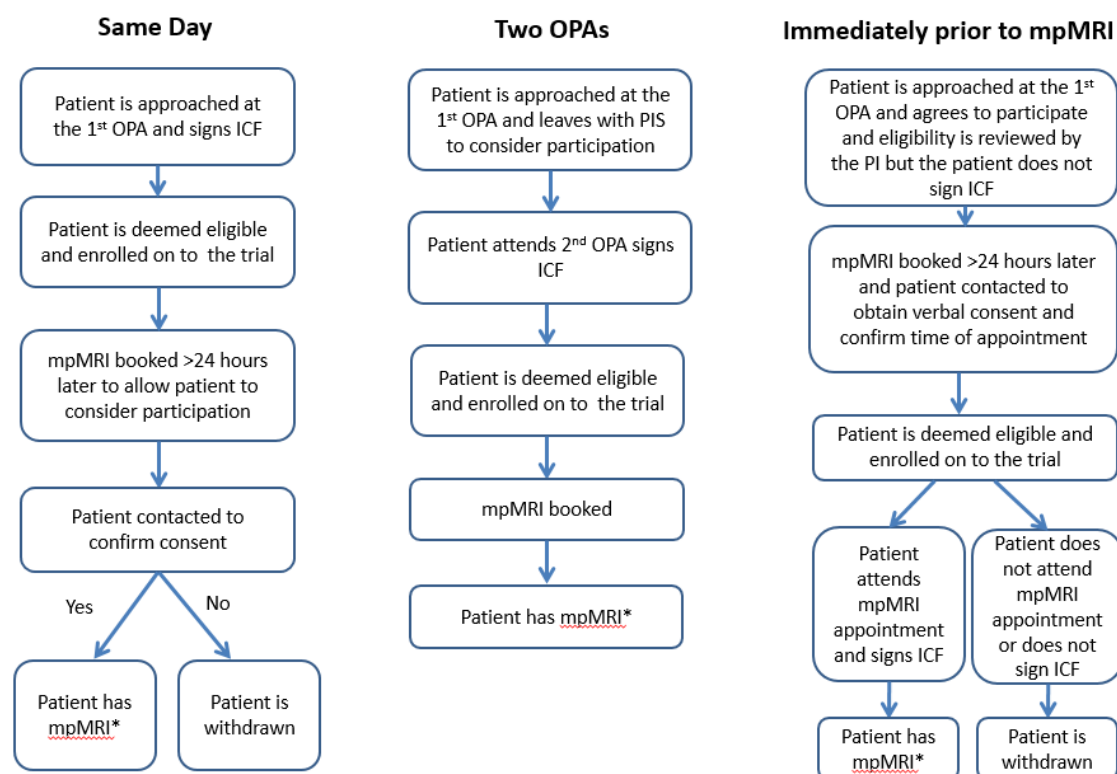 Same Day
Patient is approached at
the 1st OPA and signs ICF
Patient is deemed eligible
and enrolled on to the trial
mpMRI booked >24 hours
later to allow patient to
consider participation
Patient contacted to
confirm consent
Yes
No
Patient has
mpMRI*
Patient is
withdrawn
Two OPAs
Patient is approached at the
1st OPA and leaves with PIS
to consider participation
Patient attends 2nd OPA signs
ICF
Patient is deemed eligible
and enrolled on to the trial
mpMRI booked
Patient has mpMRI*
Immediately prior to mpMRI
Patient is approached at the 1st
OPA and agrees to participate
and eligibility is reviewed by
the PI but the patient does not
sign ICF
mpMRI booked >24 hours later
and patient contacted to
obtain verbal consent and
confirm time of appointment
Patient is deemed eligible and
enrolled on to the trial
Patient
attends
mpMRI
appointment
and signs ICF
Patient does
not attend
mpMRI
appointment
or does not
sign ICF
Patient has
mpMRI*
Patient is
withdrawn